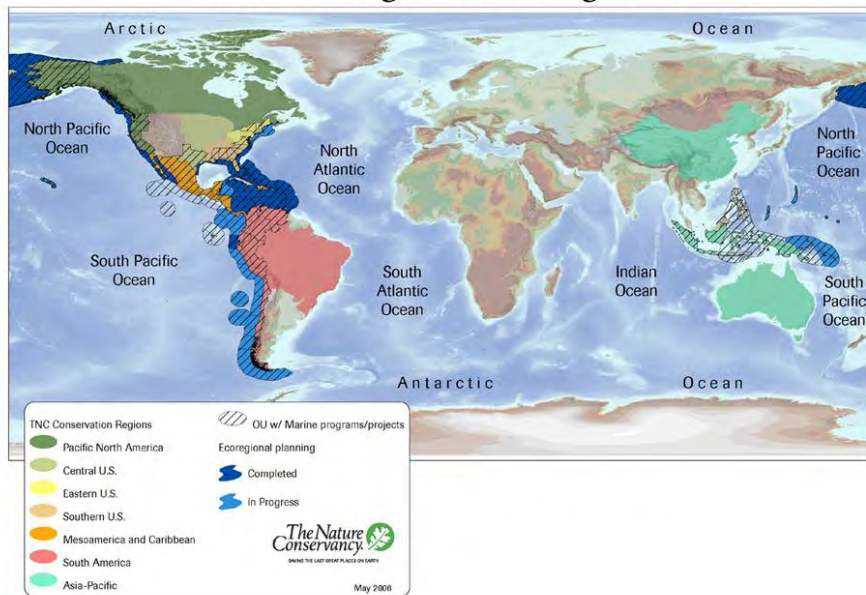 Arctic
Ocean
North Pacific
Ocean
North
Atlantic
Ocean
North
Pacific
Ocean
South Pacific
Ocean
South
Atlantic
Ocean
Indian
Ocean
South
Pacific
Ocean
Antarctic
Ocean
TNC Conservation Regions
Pacific North America
Central U.S.
Eastern U.S.
Southern U.S.
Mesoamerica and Caribbean
South America
Asia-Pacific
OU w/ Marine programs/projects
Ecoregional planning
Completed
In Progress
The Nature
Conservancy.
SAVING THE LAST GREAT PLACES ON EARTH
May 2006